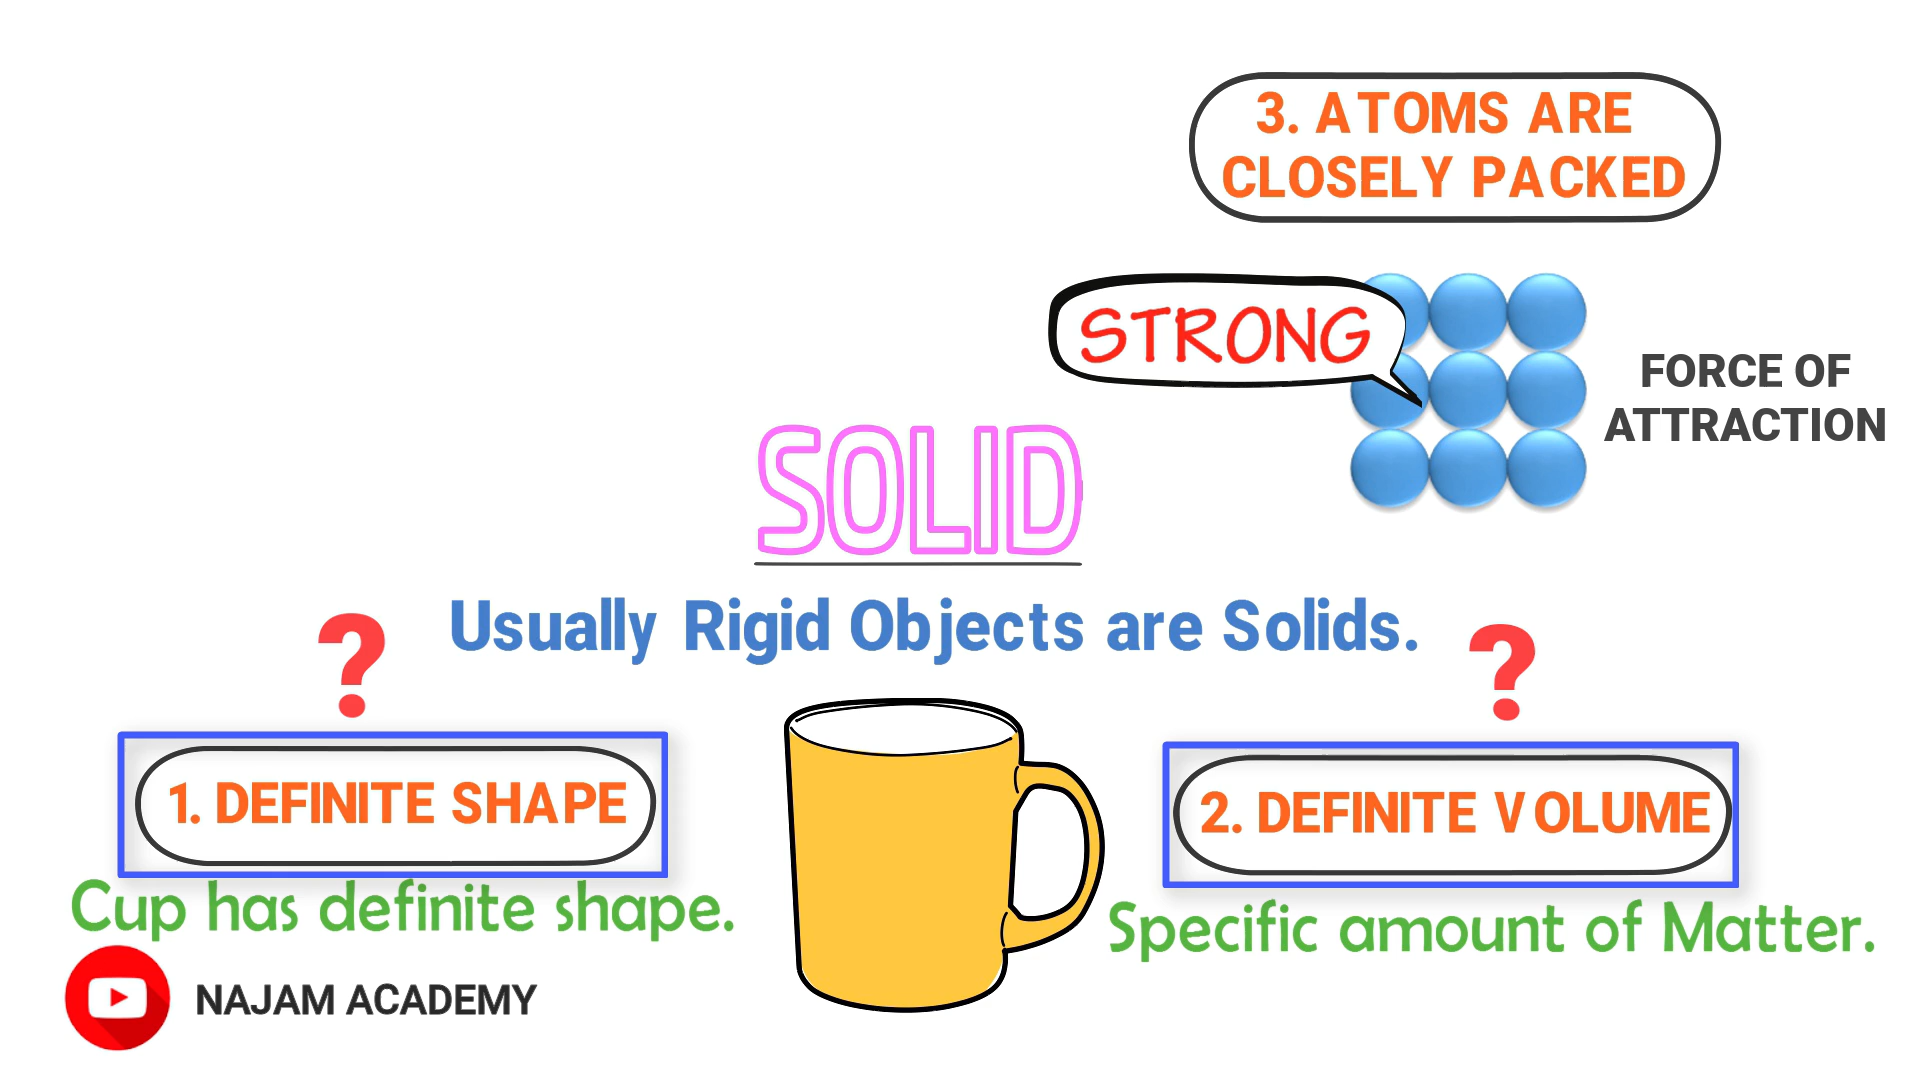 3. ATOMS ARE
CLOSELY PACKED
STRONG
FORCE OF
ATTRACTION
SOLID
Usually Rigid Objects are Solids.
?
?
1. DEFINITE SHAPE
2. DEFINITE VOLUME
Cup has definite shape.
Specific amount of Matter.
NAJAM ACADEMY